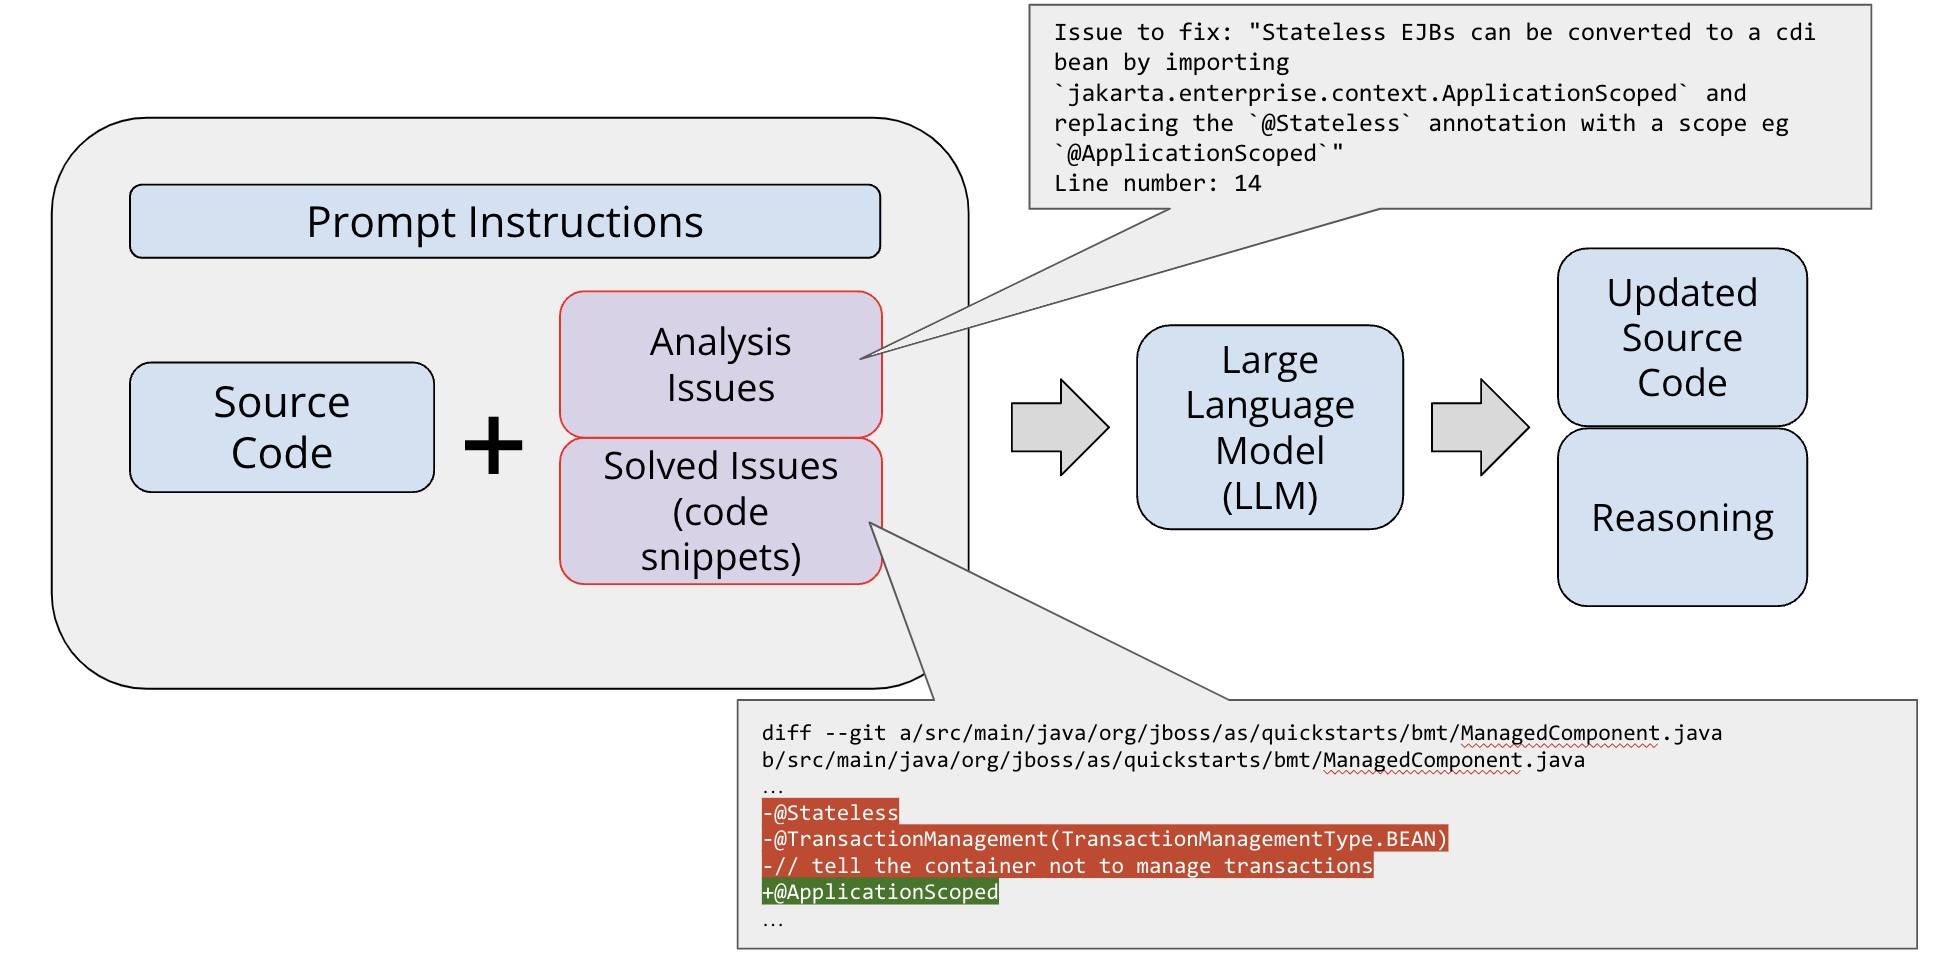 Issue to fix: "Stateless EJBs can be converted to a cdi
bean by importing
`jakarta.enterprise.context.ApplicationScoped` and
replacing the `@Stateless` annotation with a scope eg
`@ApplicationScoped`"
Line number: 14
Prompt Instructions
Source
Code
+
Analysis
Issues
Solved Issues
(code
snippets)
Large
Language
Model
(LLM)
Updated
Source
Code
Reasoning
diff --git a/src/main/java/org/jboss/as/quickstarts/bmt/ManagedComponent.java
b/src/main/java/org/jboss/as/quickstarts/bmt/ManagedComponent.java
...
-@Stateless
-@TransactionManagement(TransactionManagementType.BEAN)
-// tell the container not to manage transactions
+@ApplicationScoped
...